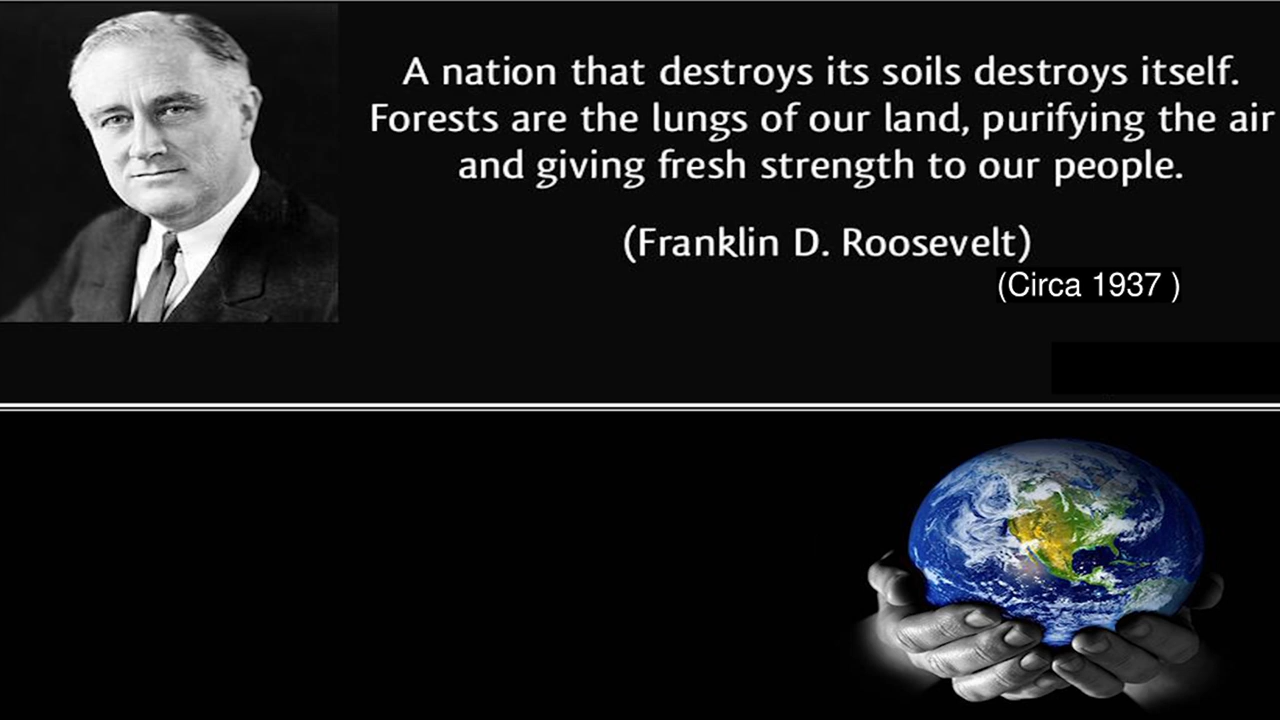 A nation that destroys its soils destroys itself.
Forests are the lungs of our land, purifying the air
and giving fresh strength to our people.
(Franklin D. Roosevelt)
(Circa 1937 )